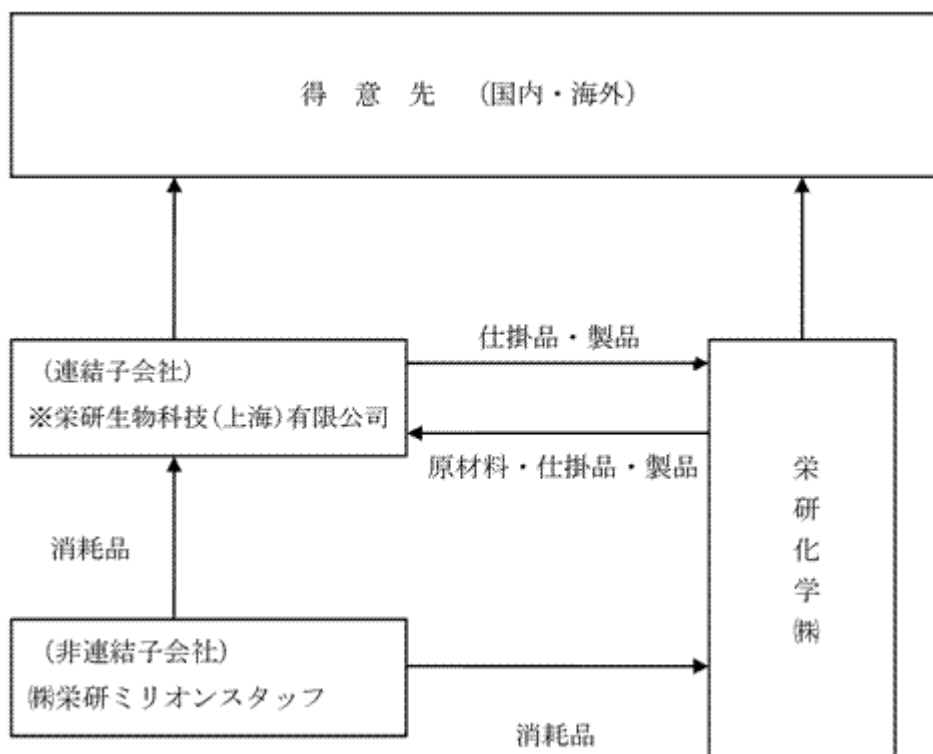 得 意 先 (国内・海外)
仕掛品・製品
(連結子会社)
※栄研生物科技(上海)有限公司
原材料・仕掛品・製品
栄研化学㈱
消耗品
(非連結子会社)
㈱栄研ミリオンスタッフ
消耗品